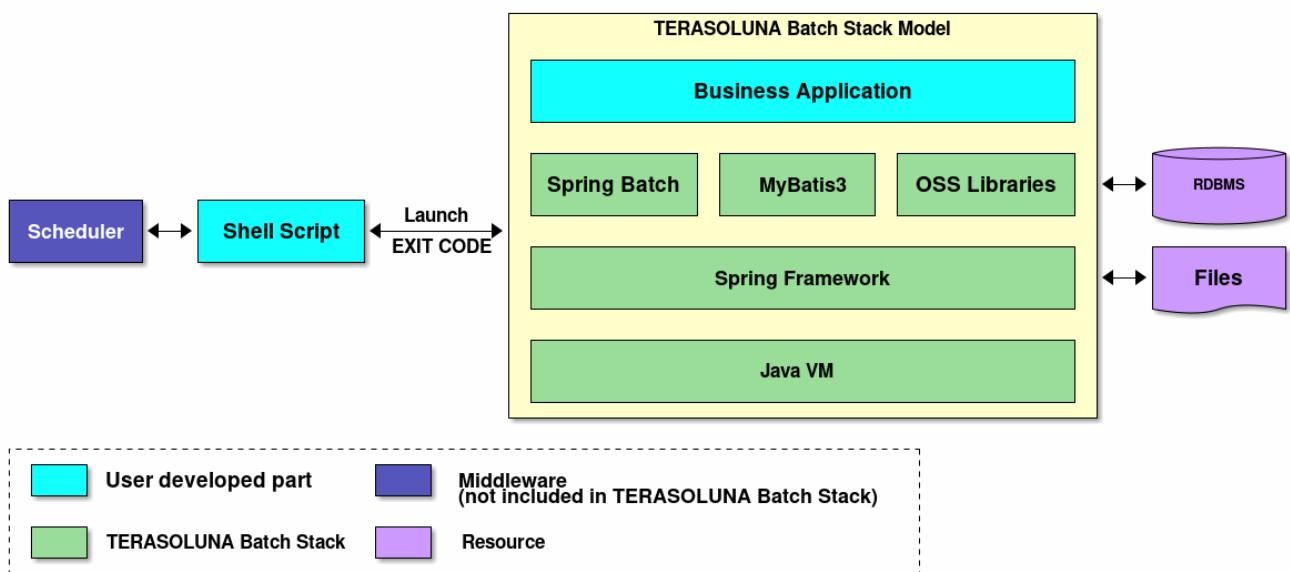 TERASOLUNA Batch Stack Model
Business Application
Spring Batch
MyBatis3
OSS Libraries
RDBMS
Scheduler
Shell Script
Launch
EXIT CODE
Spring Framework
Files
Java VM
User developed part
Middleware
(not included in TERASOLUNA Batch Stack)
TERASOLUNA Batch Stack
Resource